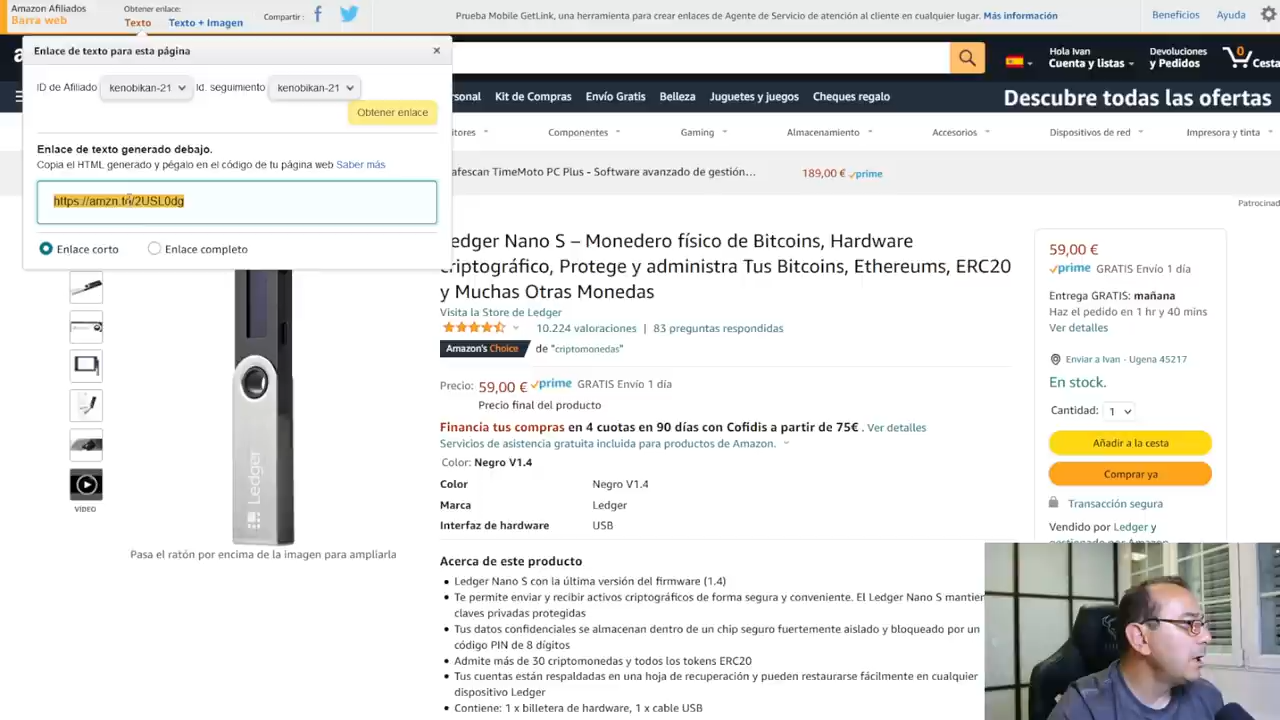 Amazon Afiliados
Barra web
Obtener enlace:
Texto
Texto + Imagen
Compartir :
Prueba Mobile GetLink, una herramienta para crear enlaces de Agente de Servicio de atención al cliente en cualquier lugar. Más información
Beneficios
Ayuda
Enlace de texto para esta página
ID de Afiliado
kenobikan-21
Id. seguimiento
kenobikan-21
Obtener enlace
Enlace de texto generado debajo.
Copia el HTML generado y pégalo en el código de tu página web Saber más
https://amzn.to/2USL0dg
Enlace corto
Enlace completo
Hola Ivan
Cuenta y listas
Devoluciones
y Pedidos
0
Cesta
Kit de Compras
Envío Gratis
Belleza
Juguetes y juegos
Cheques regalo
Descubre todas las ofertas
Componentes
Gaming
Almacenamiento
Accesorios
Dispositivos de red
Impresora y tinta
afescan TimeMoto PC Plus - Software avanzado de gestión...
189,00 €
prime
Patrocinad
Ledger Nano S – Monedero físico de Bitcoins, Hardware
criptográfico, Protege y administra Tus Bitcoins, Ethereums, ERC20
y Muchas Otras Monedas
Visita la Store de Ledger
10.224 valoraciones | 83 preguntas respondidas
Amazon's Choice de "criptomonedas"
Precio: 59,00 € prime GRATIS Envío 1 día
Precio final del producto
Financia tus compras en 4 cuotas en 90 días con Cofidis a partir de 75€ . Ver detalles
Servicios de asistencia gratuita incluida para productos de Amazon.
Color: Negro V1.4
Color Negro V1.4
Marca Ledger
Interfaz de hardware USB
Acerca de este producto
Ledger Nano S con la última versión del firmware (1.4)
Te permite enviar y recibir activos criptográficos de forma segura y conveniente. El Ledger Nano S mantien
claves privadas protegidas
Tus datos confidenciales se almacenan dentro de un chip seguro fuertemente aislado y bloqueado por un
código PIN de 8 dígitos
Admite más de 30 criptomonedas y todos los tokens ERC20
Tus cuentas están respaldadas en una hoja de recuperación y pueden restaurarse fácilmente en cualquier
dispositivo Ledger
Contiene: 1 x billetera de hardware, 1 x cable USB
Ledger
VIDEO
Pasa el ratón por encima de la imagen para ampliarla
59,00 €
prime GRATIS Envío 1 día
Entrega GRATIS: mañana
Haz el pedido en 1 hr y 40 mins
Ver detalles
Enviar a Ivan - Ugena 45217
En stock.
Cantidad: 1
Añadir a la cesta
Comprar ya
Transacción segura
Vendido por Ledger y
gestionado por Amazon